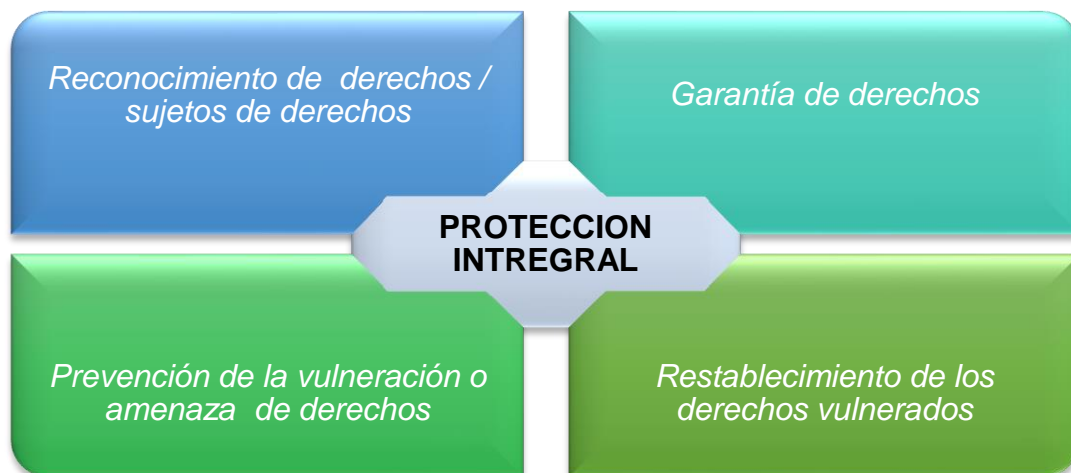 Reconocimiento de derechos /
sujetos de derechos
Garantía de derechos
PROTECCION
INTREGRAL
Prevención de la vulneración o
amenaza de derechos
Restablecimiento de los
derechos vulnerados